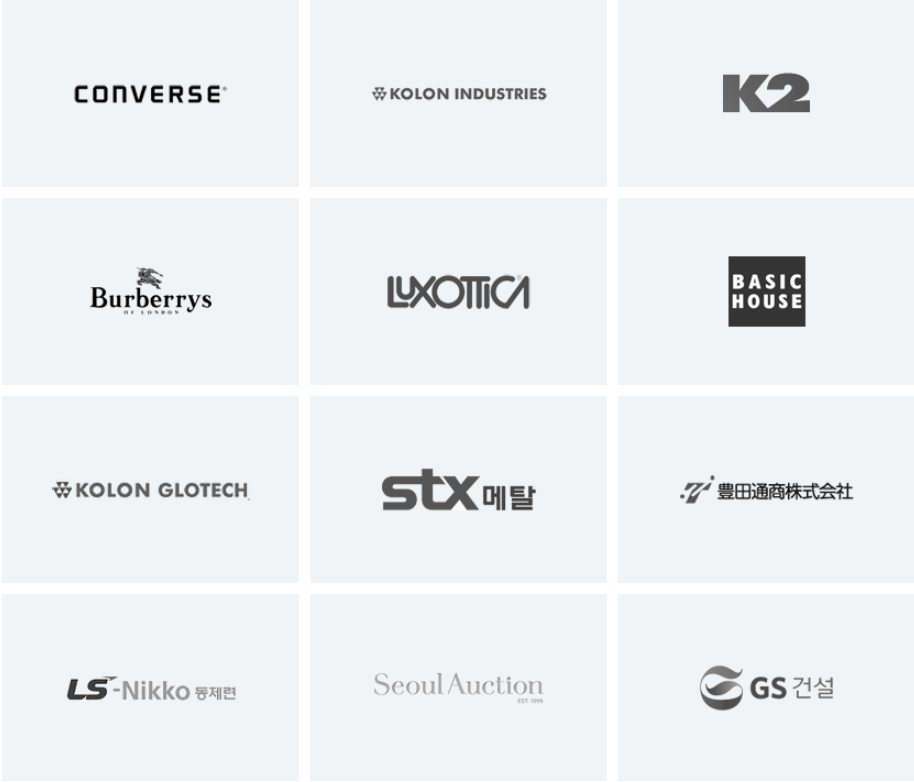 CONVERSE®
KOLON INDUSTRIES
K2
Burberrys
OF LONDON
LUXOTTICA
BASIC
HOUSE
KOLON GLOTECH
stx 메탈
豊田通商株式会社
LS-Nikko 동제련
Seoul Auction
EST. 1998
GS 건설